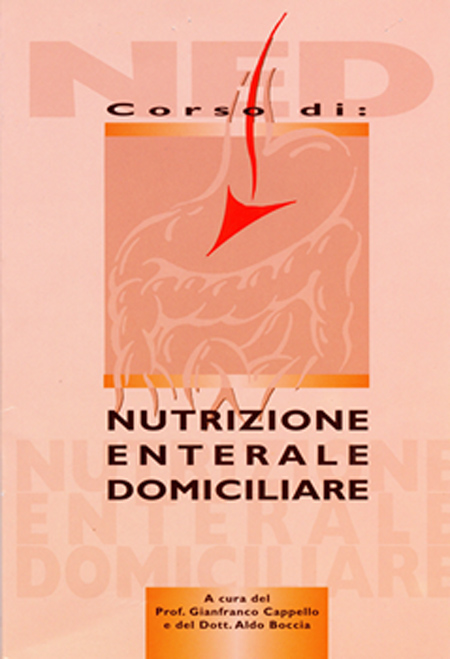 NED
Corso di:
NUTRIZIONE
ENTERALE
DOMICILIARE
NUTRIZIONE
ENTERALE
DOMICILIARE
A cura del
Prof. Gianfranco Cappello
e del Dott. Aldo Boccia